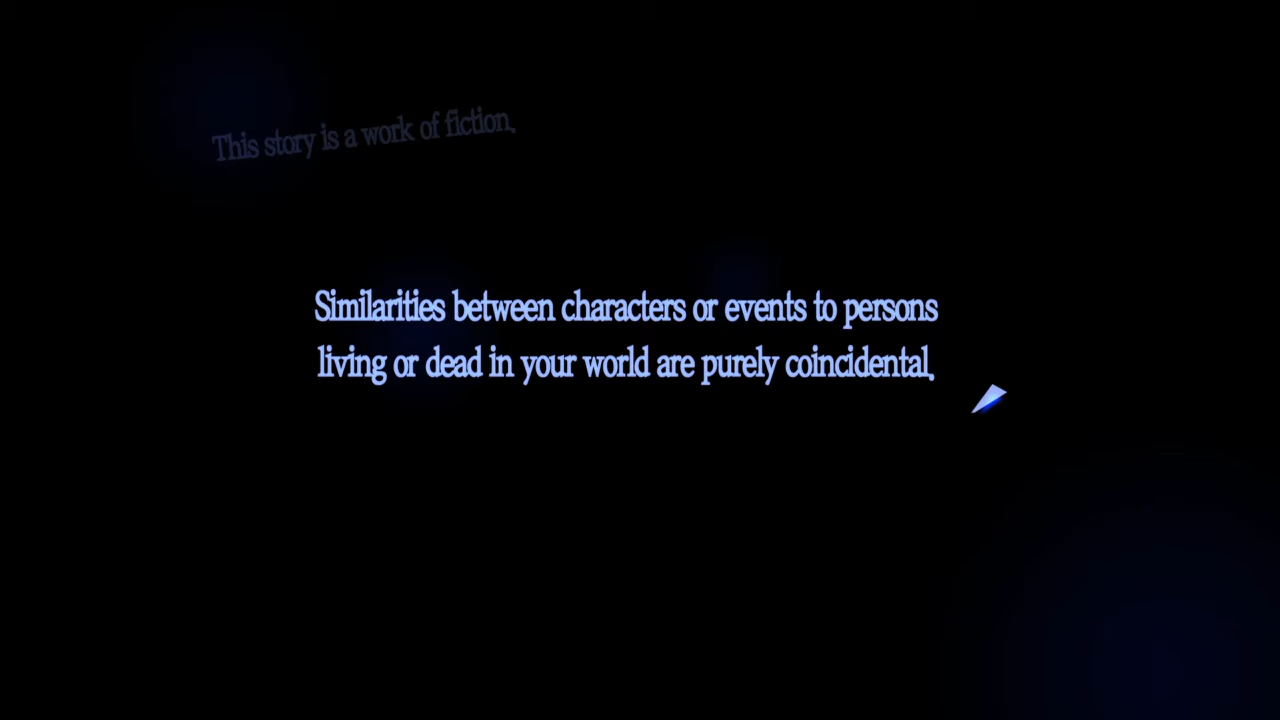 This story is a work of fiction.
Similarities between characters or events to persons
living or dead in your world are purely coincidental.